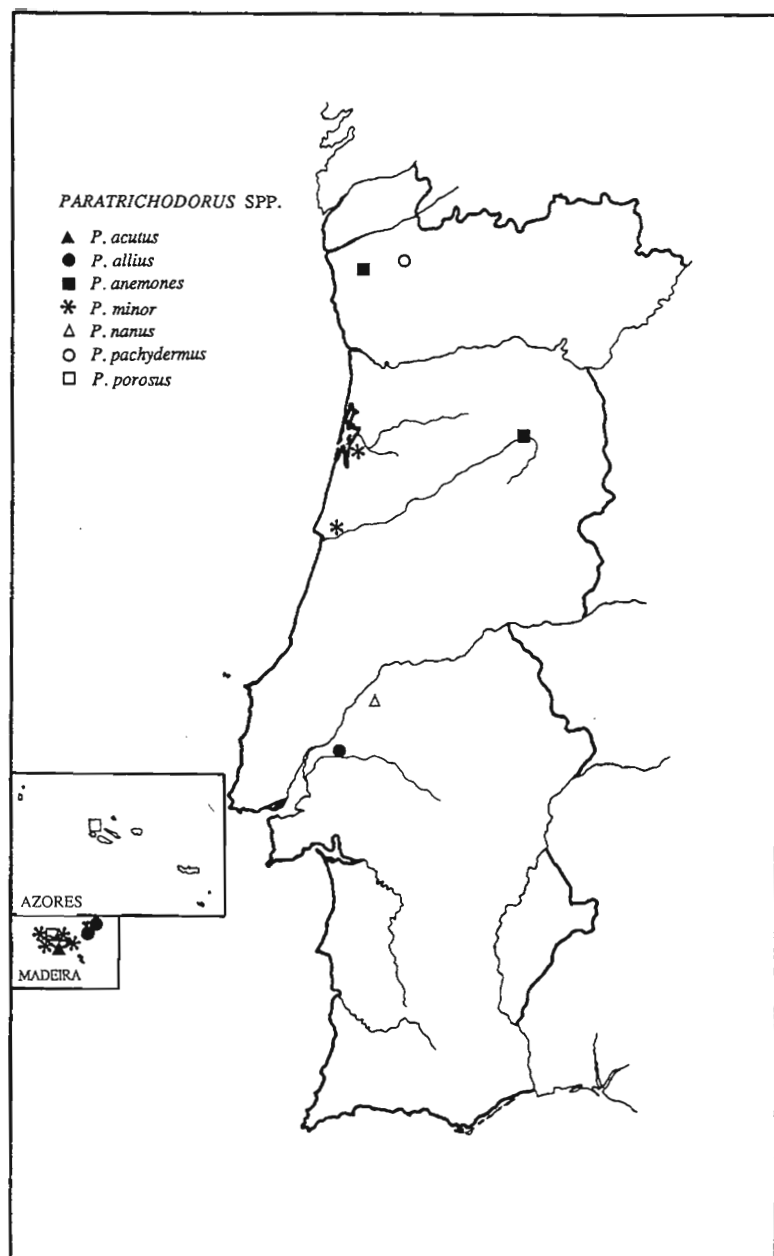 PARATRICHODORUS SPP.
P. acutus
P. allius
P. anemones
P. minor
P. nanus
P. pachydermus
P. porosus
AZORES
MADEIRA